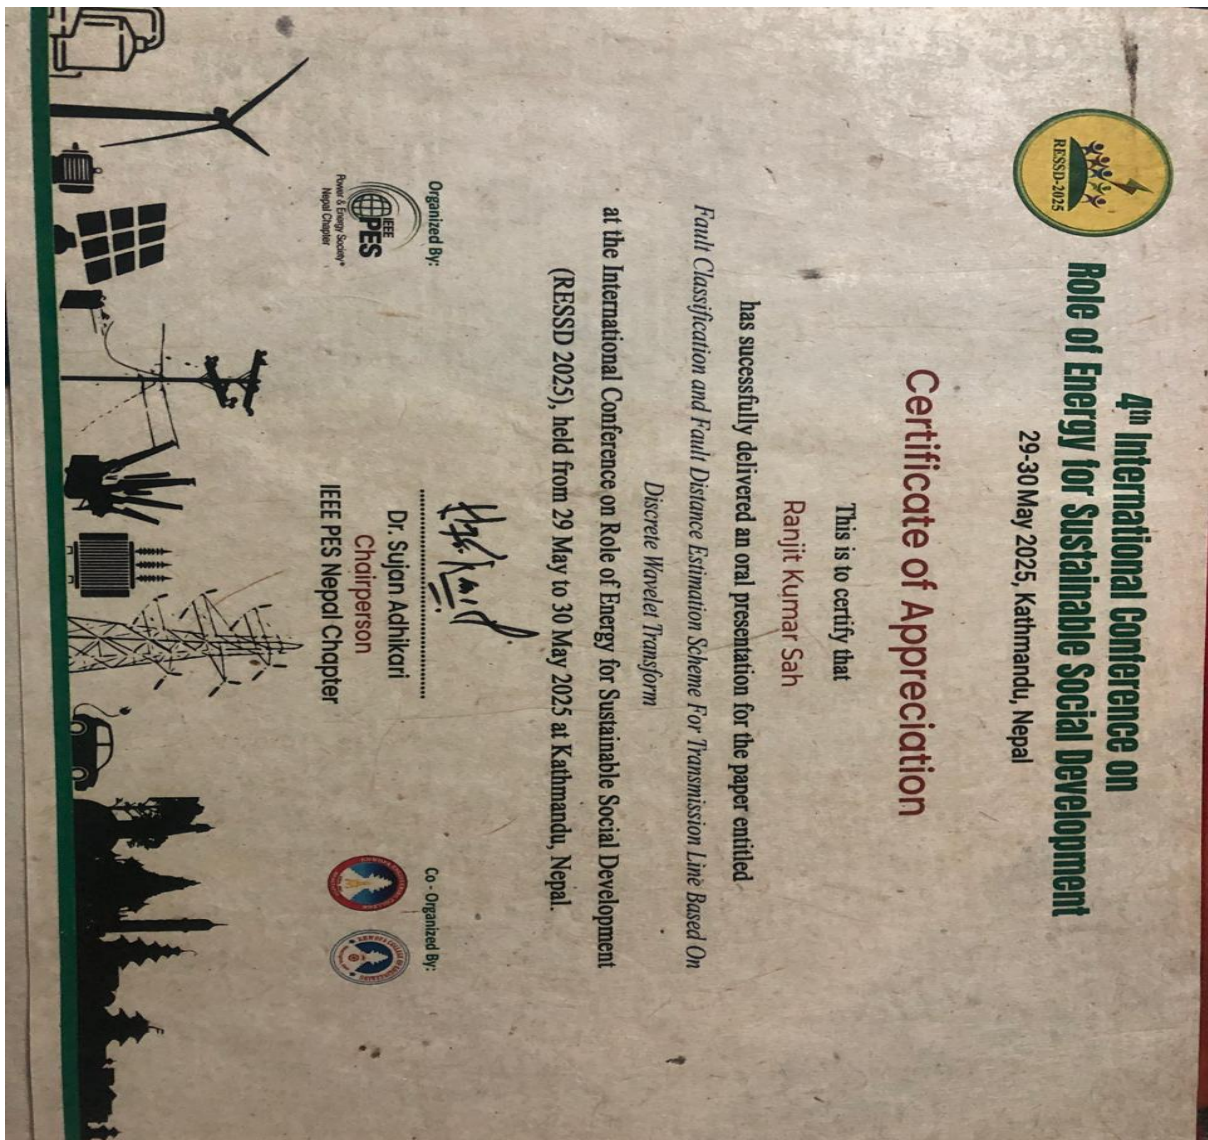 4th International Conference on
Role of Energy for Sustainable Social Development
29-30 May 2025, Kathmandu, Nepal
RESSD-2025
Certificate of Appreciation
This is to certify that
Ranjit Kumar Sah
has sucessfully delivered an oral presentation for the paper entitled
Fault Classification and Fault Distance Estimation Scheme For Transmission Line Based On
Discrete Wavelet Transform
at the International Conference on Role of Energy for Sustainable Social Development
(RESSD 2025), held from 29 May to 30 May 2025 at Kathmandu, Nepal.
Organized By:
IEEE
PES
Power & Energy Society®
Nepal Chapter
Dr. Sujan Adhikari
Chairperson
IEEE PES Nepal Chapter
Co - Organized By: